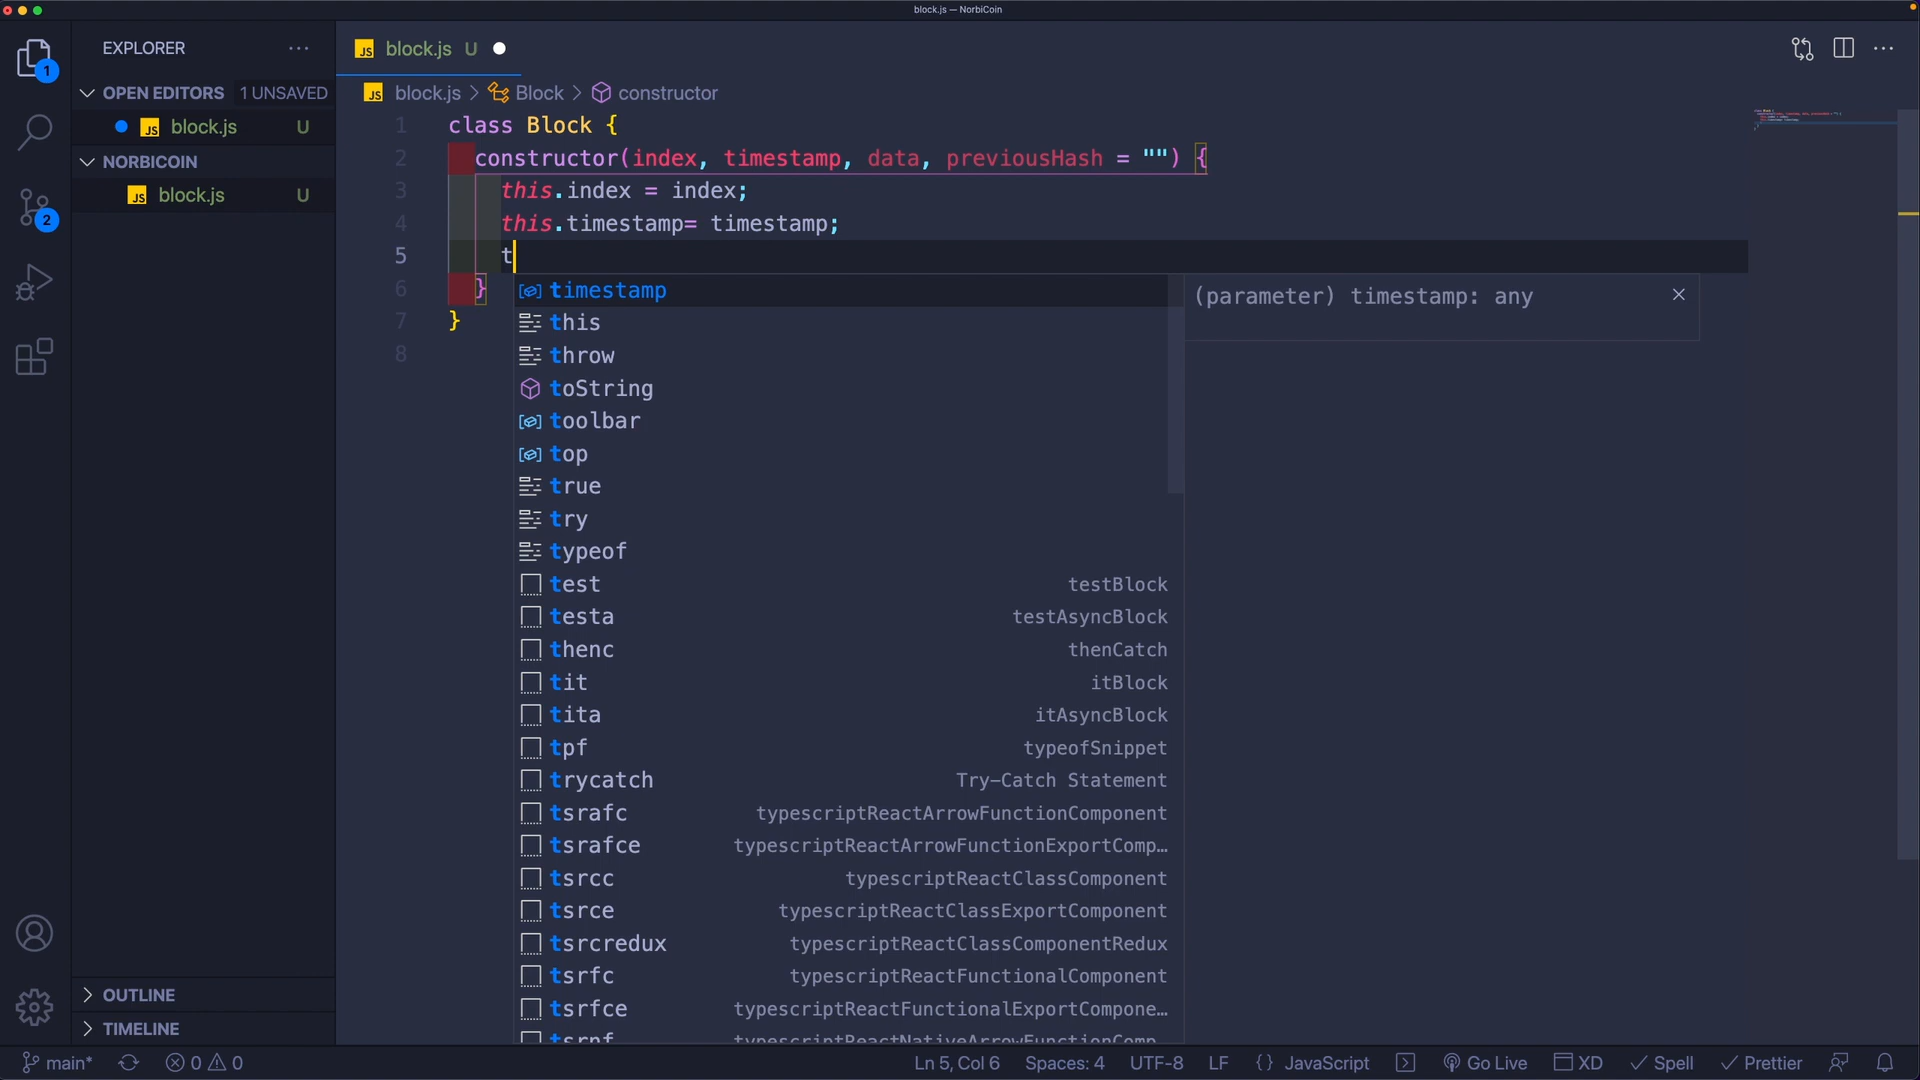 block.js — NorbiCoin
EXPLORER
block.js U
OPEN EDITORS 1 UNSAVED
block.js U
NORBICOIN
block.js U
1
2
block.js > Block > constructor
1 class Block {
2 constructor(index, timestamp, data, previousHash = "") {
3 this.index = index;
4 this.timestamp= timestamp;
5 t
6 }
7 }
8
timestamp
(parameter) timestamp: any
this
throw
toString
toolbar
top
true
try
typeof
test testBlock
testa testAsyncBlock
thenc thenCatch
tit itBlock
tita itAsyncBlock
tpf typeofSnippet
trycatch Try-Catch Statement
tsrafc typescriptReactArrowFunctionComponent
tsrafce typescriptReactArrowFunctionExportComp…
tsrcc typescriptReactClassComponent
tsrce typescriptReactClassExportComponent
tsrcredux typescriptReactClassComponentRedux
tsrfc typescriptReactFunctionalComponent
tsrfce typescriptReactFunctionalExportCompone…
OUTLINE
TIMELINE
main* 0 0 Ln 5, Col 6 Spaces: 4 UTF-8 LF {} JavaScript Go Live XD Spell Prettier